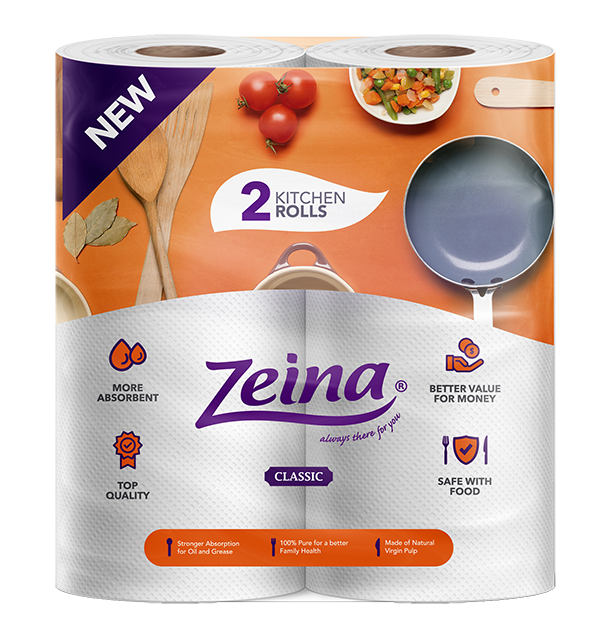 NEW
2 KITCHEN
ROLLS
MORE
ABSORBENT
Zeina®
always there for you
BETTER VALUE
FOR MONEY
TOP
QUALITY
CLASSIC
SAFE WITH
FOOD
Stronger Absorption
for Oil and Grease
100% Pure for a better
Family Health
Made of Natural
Virgin Pulp